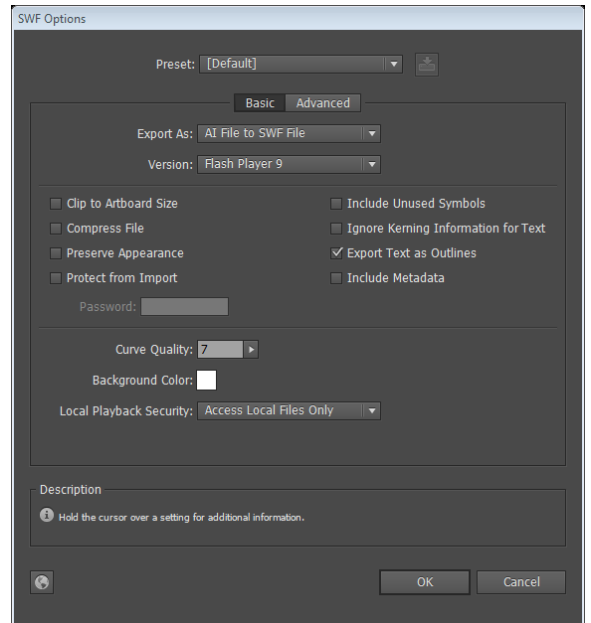 SWF Options
Preset: [Default]
Basic Advanced
Export As: AI File to SWF File
Version: Flash Player 9
Clip to Artboard Size
Include Unused Symbols
Compress File
Ignore Kerning Information for Text
Preserve Appearance
Export Text as Outlines
Protect from Import
Include Metadata
Password:
Curve Quality: 7
Background Color:
Local Playback Security: Access Local Files Only
Description
Hold the cursor over a setting for additional information.
OK Cancel